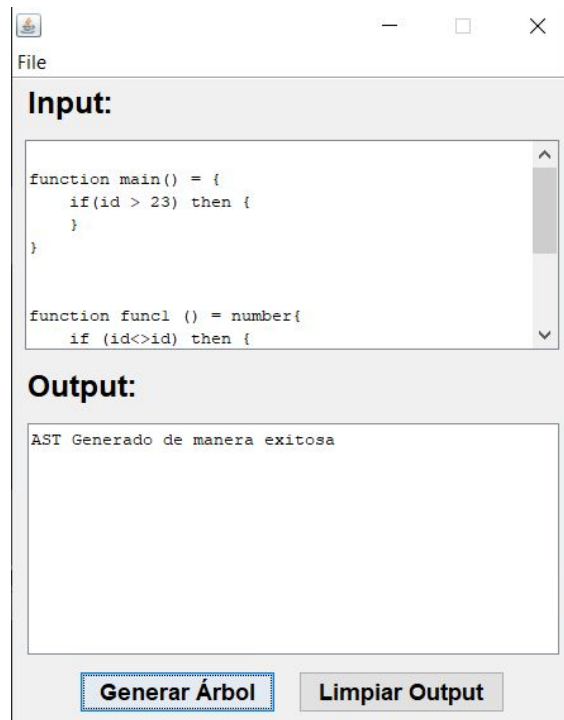 File
Input:
function main() = {
if(id > 23) then {
}
}
function func1 () = number{
if (id<>id) then {
Output:
AST Generado de manera exitosa
Generar Árbol
Limpiar Output